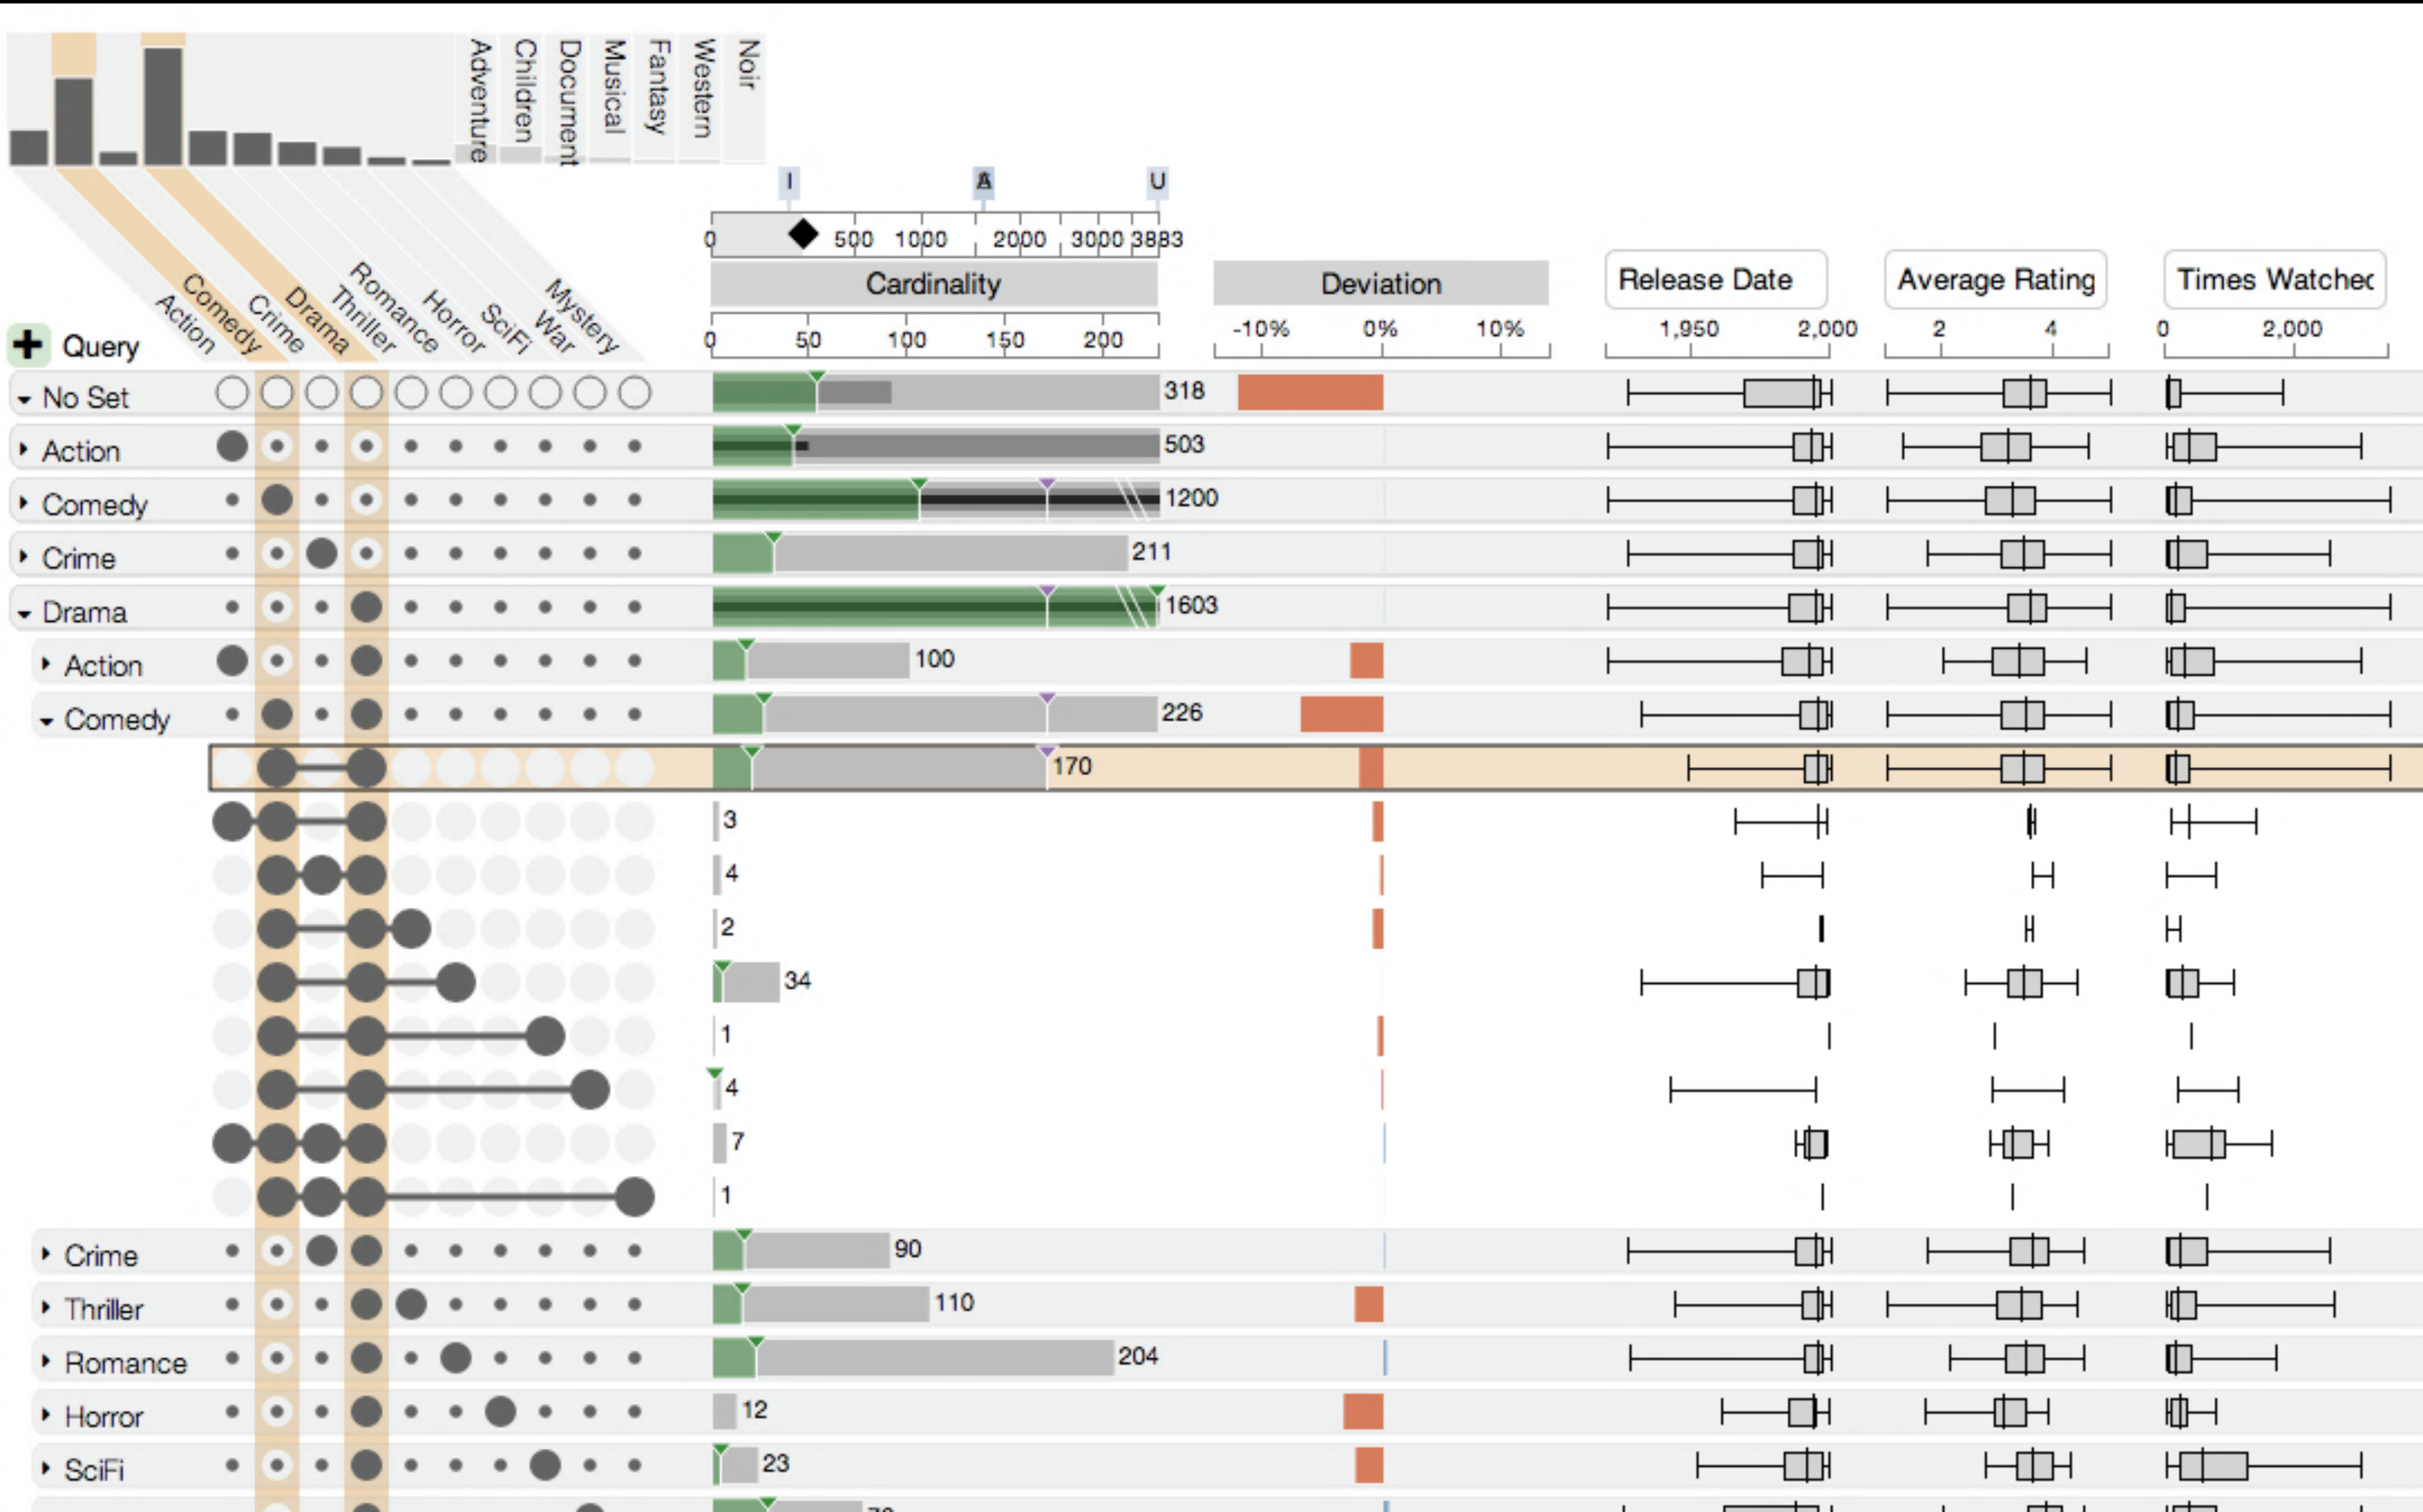 Adventure
Children
Document
Musical
Fantasy
Western
Noir
I
U
0 500 1000 2000 3000 3883
Cardinality
Deviation
Release Date
Average Rating
Times Watched
Action
Comedy
Crime
Drama
Thriller
Romance
Horror
SciFi
War
Mystery
Query
0 50 100 150 200
-10% 0% 10%
1,950 2,000
2 4
0 2,000
No Set 318
Action 503
Comedy 1200
Crime 211
Drama 1603
Action 100
Comedy 226
170
3
4
2
34
1
4
7
1
Crime 90
Thriller 110
Romance 204
Horror 12
SciFi 23